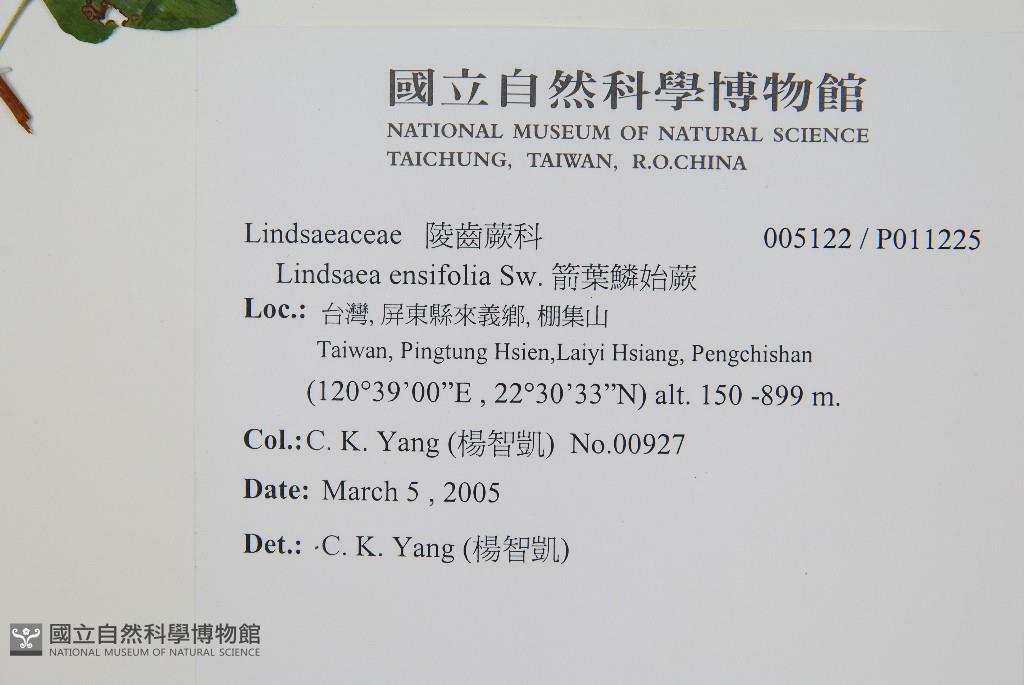 國立自然科學博物館
NATIONAL MUSEUM OF NATURAL SCIENCE
TAICHUNG, TAIWAN, R.O.CHINA
Lindsaeaceae 陵齒蕨科 005122 / P011225
Lindsaea ensifolia Sw. 箭葉鱗始蕨
Loc.: 台灣, 屏東縣來義鄉, 棚集山
Taiwan, Pingtung Hsien,Laiyi Hsiang, Pengchishan
(120°39’00”E , 22°30’33”N) alt. 150 -899 m.
Col.: C. K. Yang (楊智凱) No.00927
Date: March 5 , 2005
Det.: C. K. Yang (楊智凱)
國立自然科學博物館
NATIONAL MUSEUM OF NATURAL SCIENCE